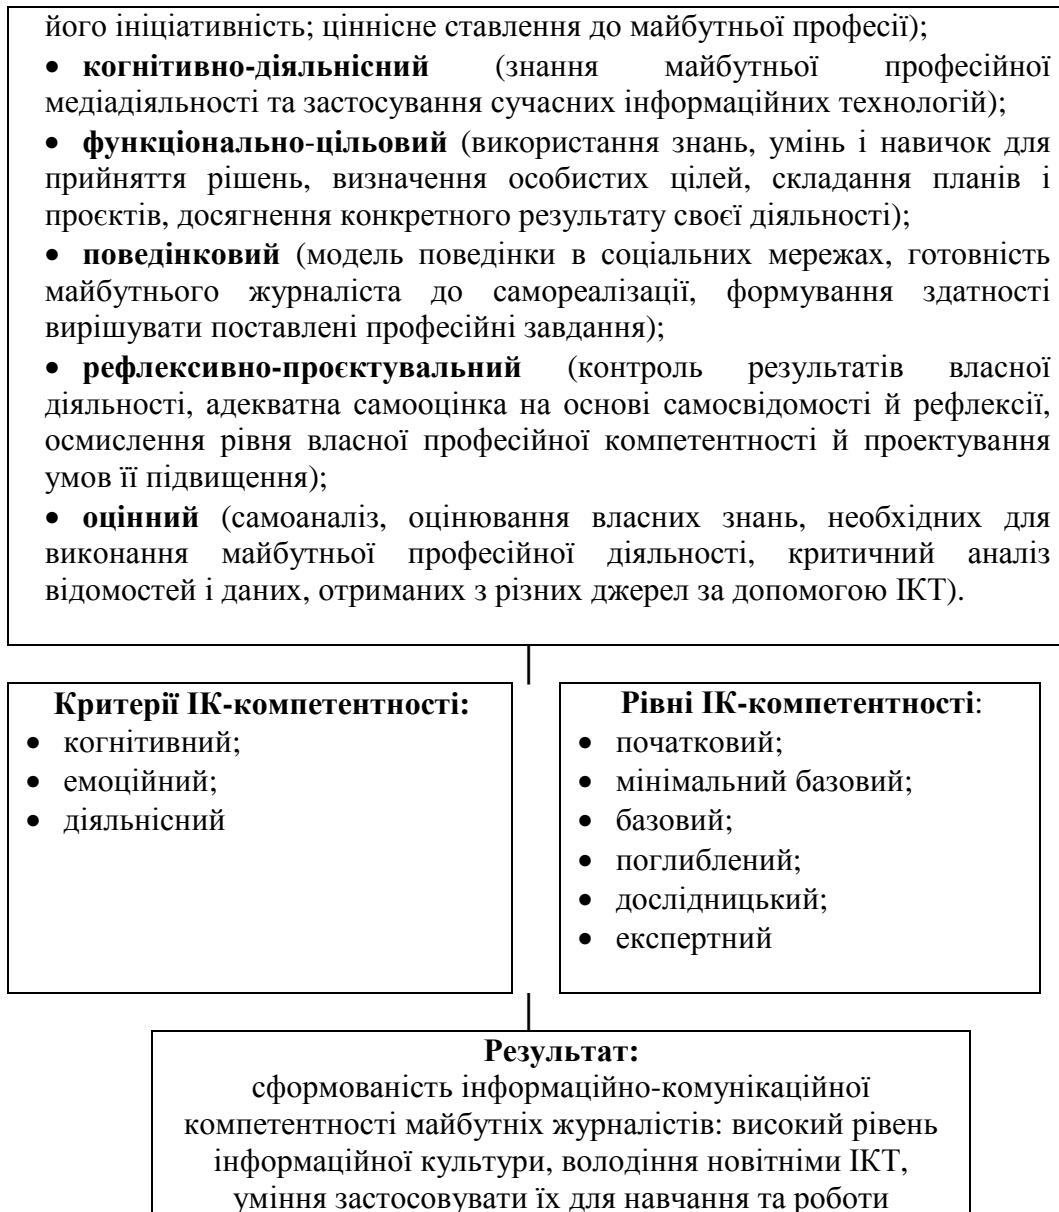 його ініціативність; ціннісне ставлення до майбутньої професії);
• когнітивно-діяльнісний (знання майбутньої професійної
медіадіяльності та застосування сучасних інформаційних технологій);
• функціонально-цільовий (використання знань, умінь і навичок для
прийняття рішень, визначення особистих цілей, складання планів і
проєктів, досягнення конкретного результату своєї діяльності);
• поведінковий (модель поведінки в соціальних мережах, готовність
майбутнього журналіста до самореалізації, формування здатності
вирішувати поставлені професійні завдання);
• рефлексивно-проєктувальний (контроль результатів власної
діяльності, адекватна самооцінка на основі самосвідомості й рефлексії,
осмислення рівня власної професійної компетентності й проектування
умов її підвищення);
• оцінний (самоаналіз, оцінювання власних знань, необхідних для
виконання майбутньої професійної діяльності, критичний аналіз
відомостей і даних, отриманих з різних джерел за допомогою ІКТ).
Критерії ІК-компетентності:
• когнітивний;
• емоційний;
• діяльнісний
Рівні ІК-компетентності:
• початковий;
• мінімальний базовий;
• базовий;
• поглиблений;
• дослідницький;
• експертний
Результат:
сформованість інформаційно-комунікаційної
компетентності майбутніх журналістів: високий рівень
інформаційної культури, володіння новітніми ІКТ,
уміння застосовувати їх для навчання та роботи